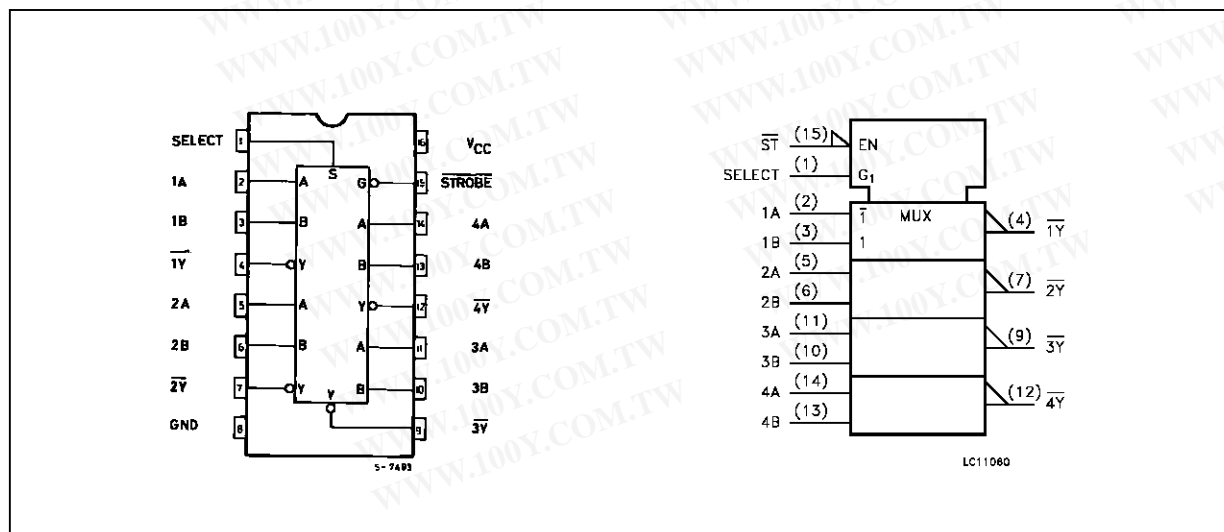 SELECT 1 S 16 VCC
1A 2 A G 15 STROBE
1B 3 B A 14 4A
1Y 4 Y B 13 4B
2A 5 A Y 12 4Y
2B 6 B A 11 3A
2Y 7 Y B 10 3B
GND 8 Y 9 3Y
S-7493
ST (15) EN
SELECT (1) G1
1A (2) 1 MUX (4) 1Y
1B (3) 1
2A (5) (7) 2Y
2B (6)
3A (11) (9) 3Y
3B (10)
4A (14) (12) 4Y
4B (13)
LC11060
WWW.100Y.COM.TW